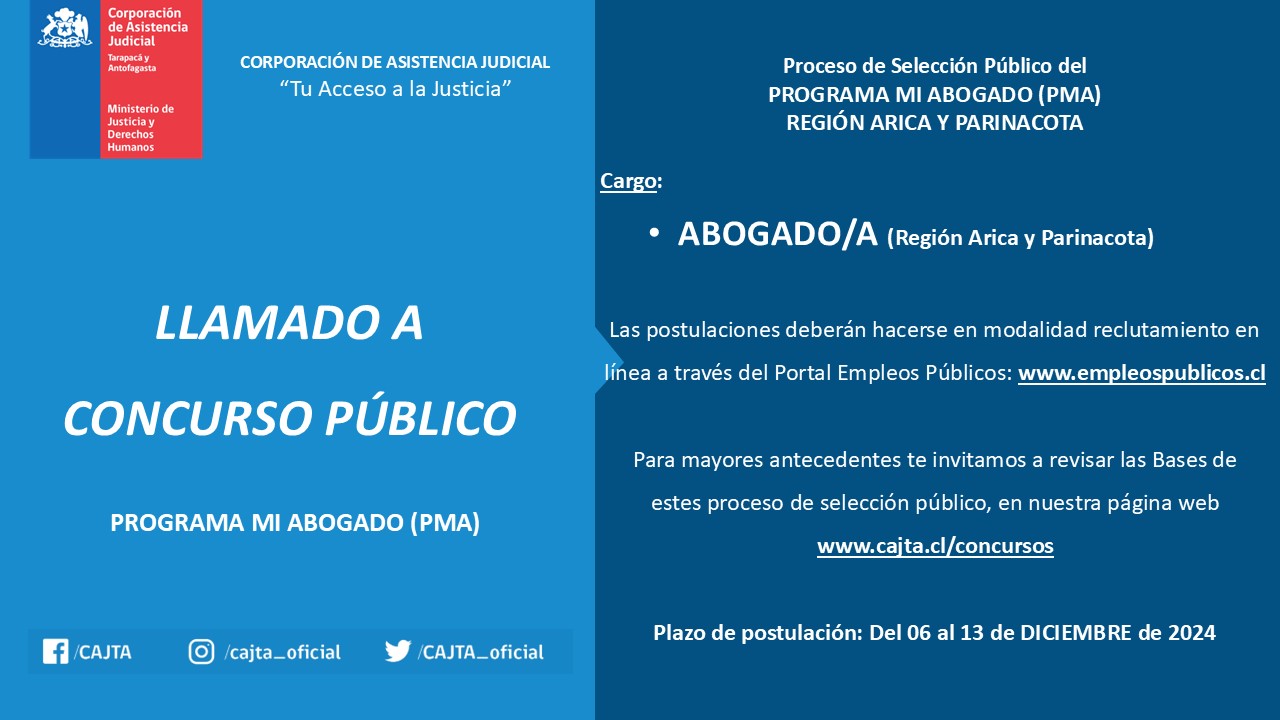 Corporación
de Asistencia
Judicial
Tarapacá y
Antofagasta
Ministerio de
Justicia y
Derechos
Humanos
CORPORACIÓN DE ASISTENCIA JUDICIAL
“Tu Acceso a la Justicia”
LLAMADO A
CONCURSO PÚBLICO
PROGRAMA MI ABOGADO (PMA)
/CAJTA
/cajta_oficial
/CAJTA_oficial
Proceso de Selección Público del
PROGRAMA MI ABOGADO (PMA)
REGIÓN ARICA Y PARINACOTA
Cargo:
• ABOGADO/A (Región Arica y Parinacota)
Las postulaciones deberán hacerse en modalidad reclutamiento en
línea a través del Portal Empleos Públicos: www.empleospublicos.cl
Para mayores antecedentes te invitamos a revisar las Bases de
estes proceso de selección público, en nuestra página web
www.cajta.cl/concursos
Plazo de postulación: Del 06 al 13 de DICIEMBRE de 2024